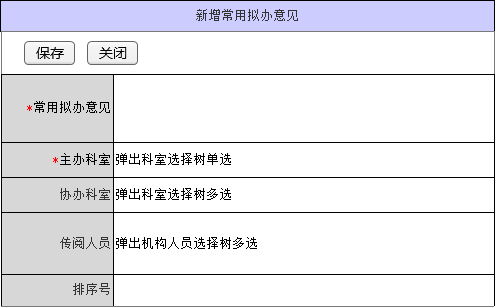 新增常用拟办意见
保存 关闭
*常用拟办意见
*主办科室 弹出科室选择树单选
协办科室 弹出科室选择树多选
传阅人员 弹出机构人员选择树多选
排序号